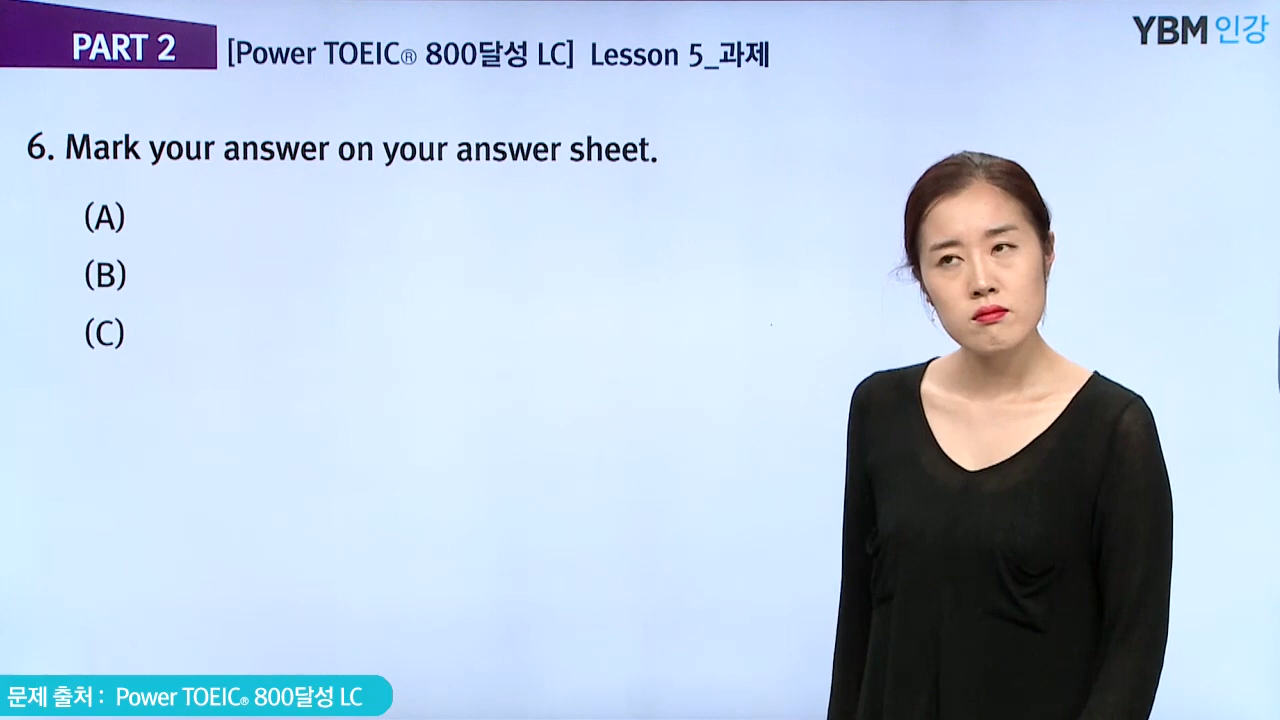 PART 2
[Power TOEIC® 800달성 LC] Lesson 5_과제
YBM 인강
6. Mark your answer on your answer sheet.
(A)
(B)
(C)
문제 출처 : Power TOEIC® 800달성 LC